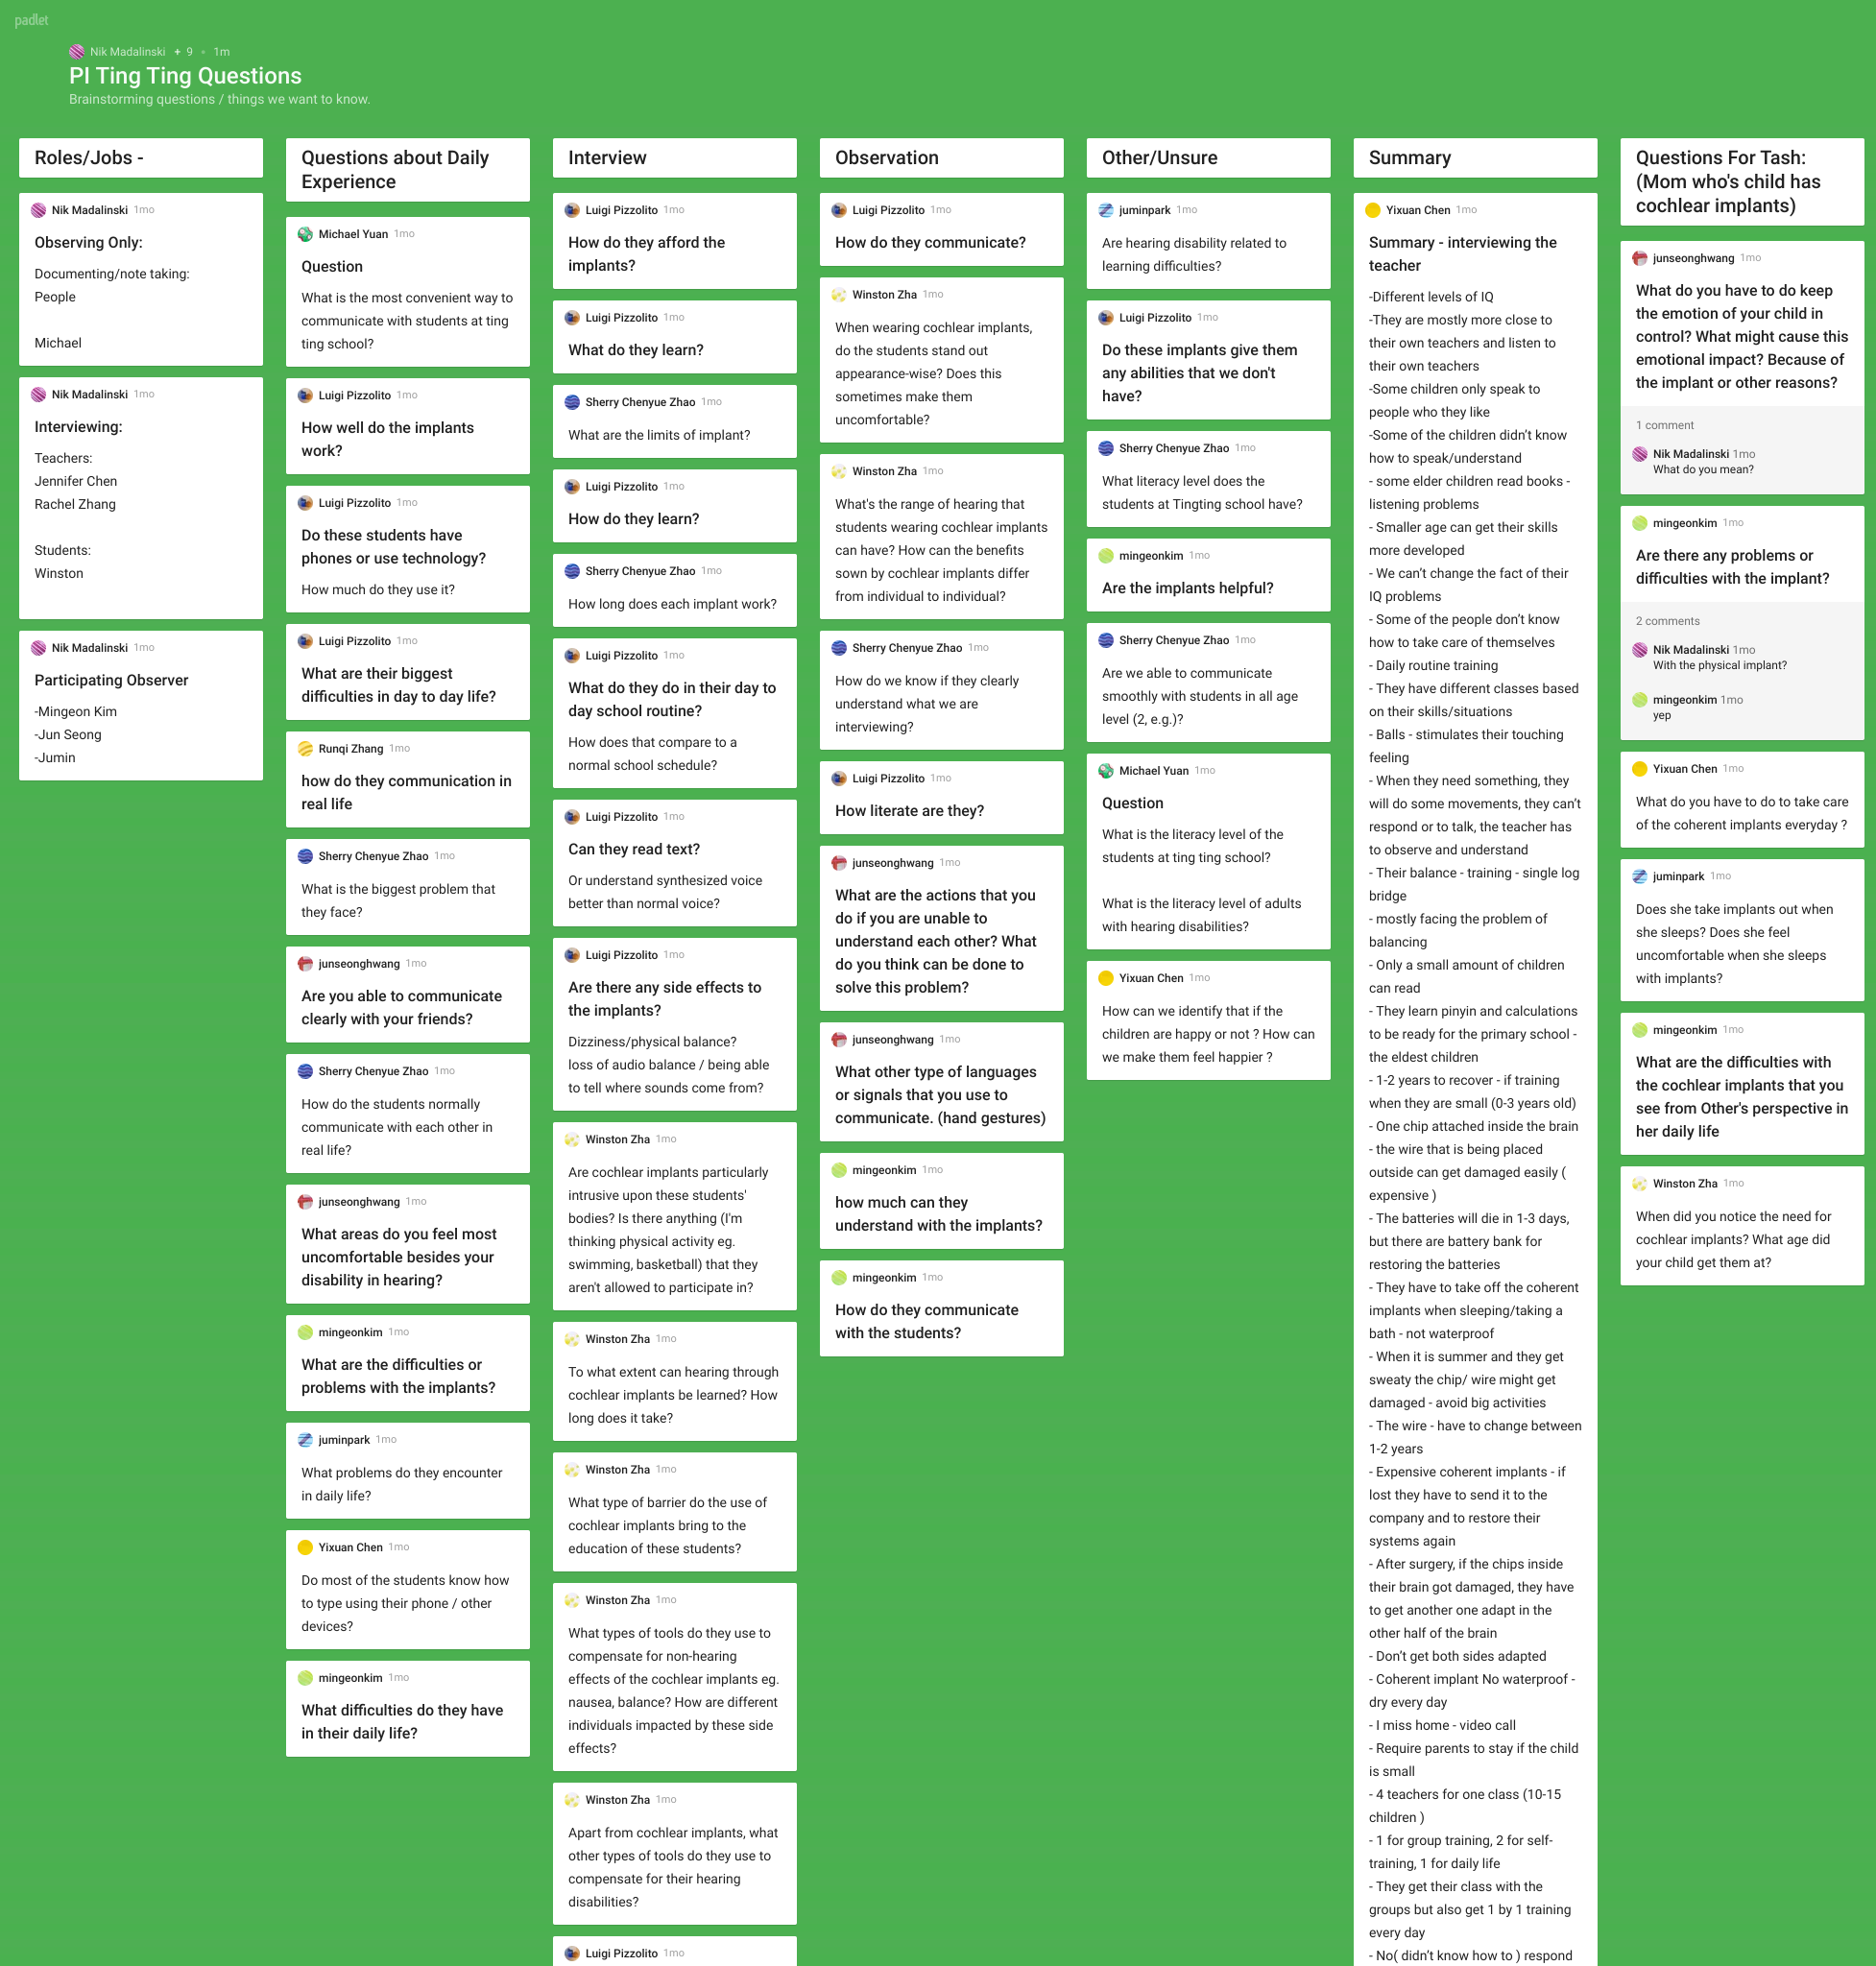 padlet
Nik Madalinski + 9 • 1m
PI Ting Ting Questions
Brainstorming questions / things we want to know.
Roles/Jobs -
Nik Madalinski 1mo
Observing Only:
Documenting/note taking:
People
Michael
Nik Madalinski 1mo
Interviewing:
Teachers:
Jennifer Chen
Rachel Zhang
Students:
Winston
Nik Madalinski 1mo
Participating Observer
-Mingeon Kim
-Jun Seong
-Jumin
Questions about Daily
Experience
Michael Yuan 1mo
Question
What is the most convenient way to
communicate with students at ting
ting school?
Luigi Pizzolito 1mo
How well do the implants
work?
Luigi Pizzolito 1mo
Do these students have
phones or use technology?
How much do they use it?
Luigi Pizzolito 1mo
What are their biggest
difficulties in day to day life?
Runqi Zhang 1mo
how do they communication in
real life
Sherry Chenyue Zhao 1mo
What is the biggest problem that
they face?
junseonghwang 1mo
Are you able to communicate
clearly with your friends?
Sherry Chenyue Zhao 1mo
How do the students normally
communicate with each other in
real life?
junseonghwang 1mo
What areas do you feel most
uncomfortable besides your
disability in hearing?
mingeonkim 1mo
What are the difficulties or
problems with the implants?
juminpark 1mo
What problems do they encounter
in daily life?
Yixuan Chen 1mo
Do most of the students know how
to type using their phone / other
devices?
mingeonkim 1mo
What difficulties do they have
in their daily life?
Interview
Luigi Pizzolito 1mo
How do they afford the
implants?
Luigi Pizzolito 1mo
What do they learn?
Sherry Chenyue Zhao 1mo
What are the limits of implant?
Luigi Pizzolito 1mo
How do they learn?
Sherry Chenyue Zhao 1mo
How long does each implant work?
Luigi Pizzolito 1mo
What do they do in their day to
day school routine?
How does that compare to a
normal school schedule?
Luigi Pizzolito 1mo
Can they read text?
Or understand synthesized voice
better than normal voice?
Luigi Pizzolito 1mo
Are there any side effects to
the implants?
Dizziness/physical balance?
loss of audio balance / being able
to tell where sounds come from?
Winston Zha 1mo
Are cochlear implants particularly
intrusive upon these students'
bodies? Is there anything (I'm
thinking physical activity eg.
swimming, basketball) that they
aren't allowed to participate in?
Winston Zha 1mo
To what extent can hearing through
cochlear implants be learned? How
long does it take?
Winston Zha 1mo
What type of barrier do the use of
cochlear implants bring to the
education of these students?
Winston Zha 1mo
What types of tools do they use to
compensate for non-hearing
effects of the cochlear implants eg.
nausea, balance? How are different
individuals impacted by these side
effects?
Winston Zha 1mo
Apart from cochlear implants, what
other types of tools do they use to
compensate for their hearing
disabilities?
Luigi Pizzolito 1mo
Observation
Luigi Pizzolito 1mo
How do they communicate?
Winston Zha 1mo
When wearing cochlear implants,
do the students stand out
appearance-wise? Does this
sometimes make them
uncomfortable?
Winston Zha 1mo
What's the range of hearing that
students wearing cochlear implants
can have? How can the benefits
sown by cochlear implants differ
from individual to individual?
Sherry Chenyue Zhao 1mo
How do we know if they clearly
understand what we are
interviewing?
Luigi Pizzolito 1mo
How literate are they?
junseonghwang 1mo
What are the actions that you
do if you are unable to
understand each other? What
do you think can be done to
solve this problem?
junseonghwang 1mo
What other type of languages
or signals that you use to
communicate. (hand gestures)
mingeonkim 1mo
how much can they
understand with the implants?
mingeonkim 1mo
How do they communicate
with the students?
Other/Unsure
juminpark 1mo
Are hearing disability related to
learning difficulties?
Luigi Pizzolito 1mo
Do these implants give them
any abilities that we don't
have?
Sherry Chenyue Zhao 1mo
What literacy level does the
students at Tingting school have?
mingeonkim 1mo
Are the implants helpful?
Sherry Chenyue Zhao 1mo
Are we able to communicate
smoothly with students in all age
level (2, e.g.)?
Michael Yuan 1mo
Question
What is the literacy level of the
students at ting ting school?
What is the literacy level of adults
with hearing disabilities?
Yixuan Chen 1mo
How can we identify that if the
children are happy or not ? How can
we make them feel happier ?
Summary
Yixuan Chen 1mo
Summary - interviewing the
teacher
-Different levels of IQ
-They are mostly more close to
their own teachers and listen to
their own teachers
-Some children only speak to
people who they like
-Some of the children didn't know
how to speak/understand
- some elder children read books -
listening problems
- Smaller age can get their skills
more developed
- We can't change the fact of their
IQ problems
- Some of the people don't know
how to take care of themselves
- Daily routine training
- They have different classes based
on their skills/situations
- Balls - stimulates their touching
feeling
- When they need something, they
will do some movements, they can't
respond or to talk, the teacher has
to observe and understand
- Their balance - training - single log
bridge
- mostly facing the problem of
balancing
- Only a small amount of children
can read
- They learn pinyin and calculations
to be ready for the primary school -
the eldest children
- 1-2 years to recover - if training
when they are small (0-3 years old)
- One chip attached inside the brain
- the wire that is being placed
outside can get damaged easily (
expensive )
- The batteries will die in 1-3 days,
but there are battery bank for
restoring the batteries
- They have to take off the coherent
implants when sleeping/taking a
bath - not waterproof
- When it is summer and they get
sweaty the chip/ wire might get
damaged - avoid big activities
- The wire - have to change between
1-2 years
- Expensive coherent implants - if
lost they have to send it to the
company and to restore their
systems again
- After surgery, if the chips inside
their brain got damaged, they have
to get another one adapt in the
other half of the brain
- Don't get both sides adapted
- Coherent implant No waterproof -
dry every day
- I miss home - video call
- Require parents to stay if the child
is small
- 4 teachers for one class (10-15
children )
- 1 for group training, 2 for self-
training, 1 for daily life
- They get their class with the
groups but also get 1 by 1 training
every day
- No( didn't know how to ) respond
Questions For Tash:
(Mom who's child has
cochlear implants)
junseonghwang 1mo
What do you have to do keep
the emotion of your child in
control? What might cause this
emotional impact? Because of
the implant or other reasons?
1 comment
Nik Madalinski 1mo
What do you mean?
mingeonkim 1mo
Are there any problems or
difficulties with the implant?
2 comments
Nik Madalinski 1mo
With the physical implant?
mingeonkim 1mo
yep
Yixuan Chen 1mo
What do you have to do to take care
of the coherent implants everyday ?
juminpark 1mo
Does she take implants out when
she sleeps? Does she feel
uncomfortable when she sleeps
with implants?
mingeonkim 1mo
What are the difficulties with
the cochlear implants that you
see from Other's perspective in
her daily life
Winston Zha 1mo
When did you notice the need for
cochlear implants? What age did
your child get them at?